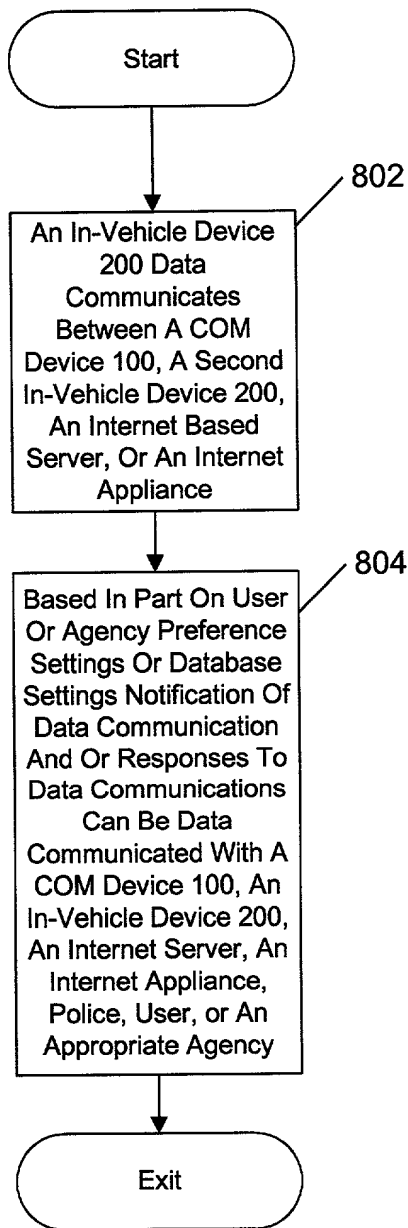 Start
802
An In-Vehicle Device
200 Data
Communicates
Between A COM
Device 100, A Second
In-Vehicle Device 200,
An Internet Based
Server, Or An Internet
Appliance
804
Based In Part On User
Or Agency Preference
Settings Or Database
Settings Notification Of
Data Communication
And Or Responses To
Data Communications
Can Be Data
Communicated With A
COM Device 100, An
In-Vehicle Device 200,
An Internet Server, An
Internet Appliance,
Police, User, or An
Appropriate Agency
Exit